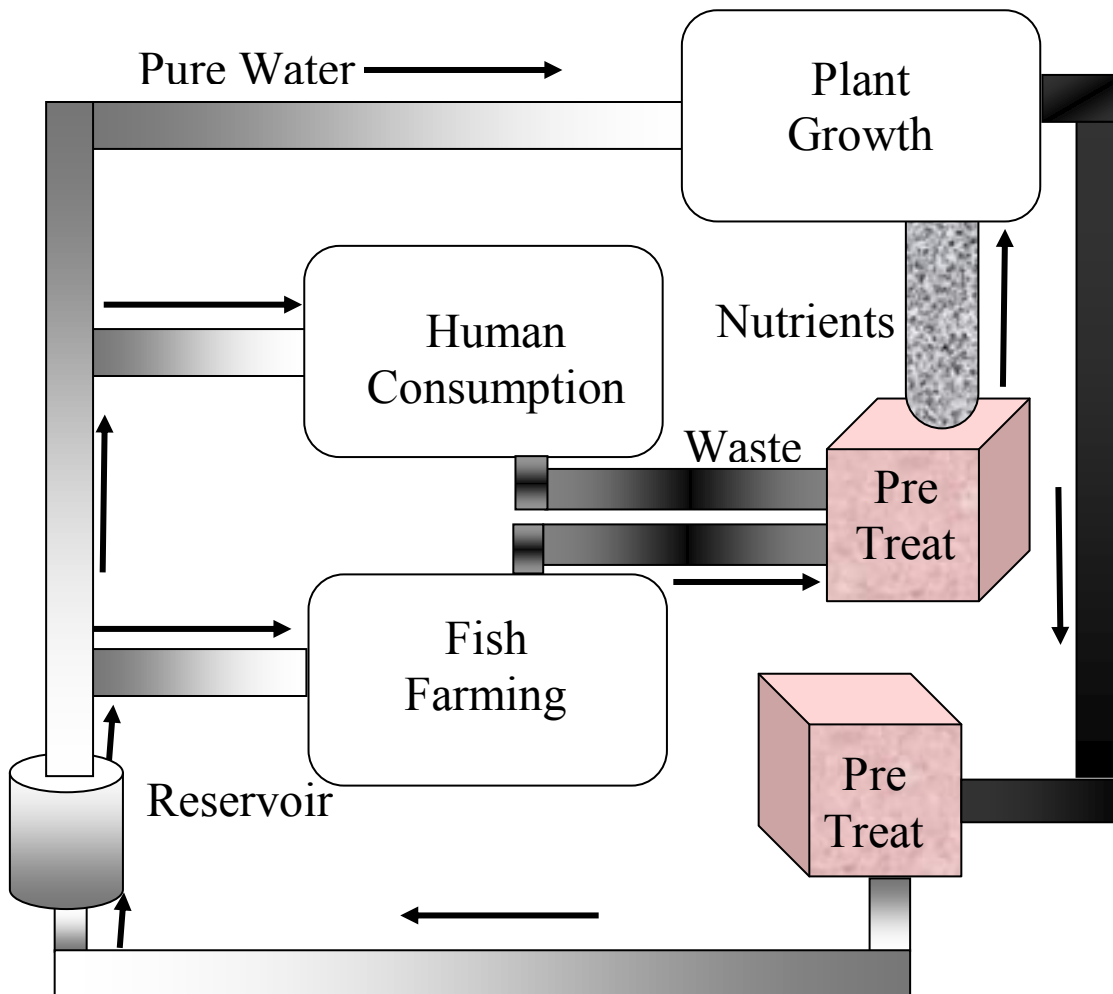 Pure Water
Plant
Growth
Human
Consumption
Nutrients
Waste
Pre
Treat
Fish
Farming
Reservoir
Pre
Treat